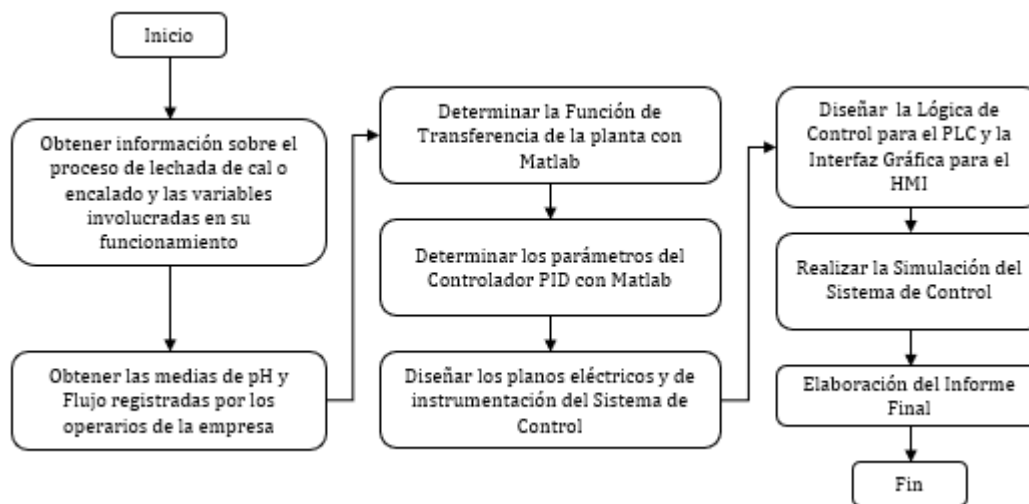 Inicio
Obtener información sobre el
proceso de lechada de cal o
encalado y las variables
involucradas en su
funcionamiento
Obtener las medias de pH y
Flujo registradas por los
operarios de la empresa
Determinar la Función de
Transferencia de la planta con
Matlab
Determinar los parámetros del
Controlador PID con Matlab
Diseñar los planos eléctricos y de
instrumentación del Sistema de
Control
Diseñar la Lógica de
Control para el PLC y la
Interfaz Gráfica para el
HMI
Realizar la Simulación del
Sistema de Control
Elaboración del Informe
Final
Fin